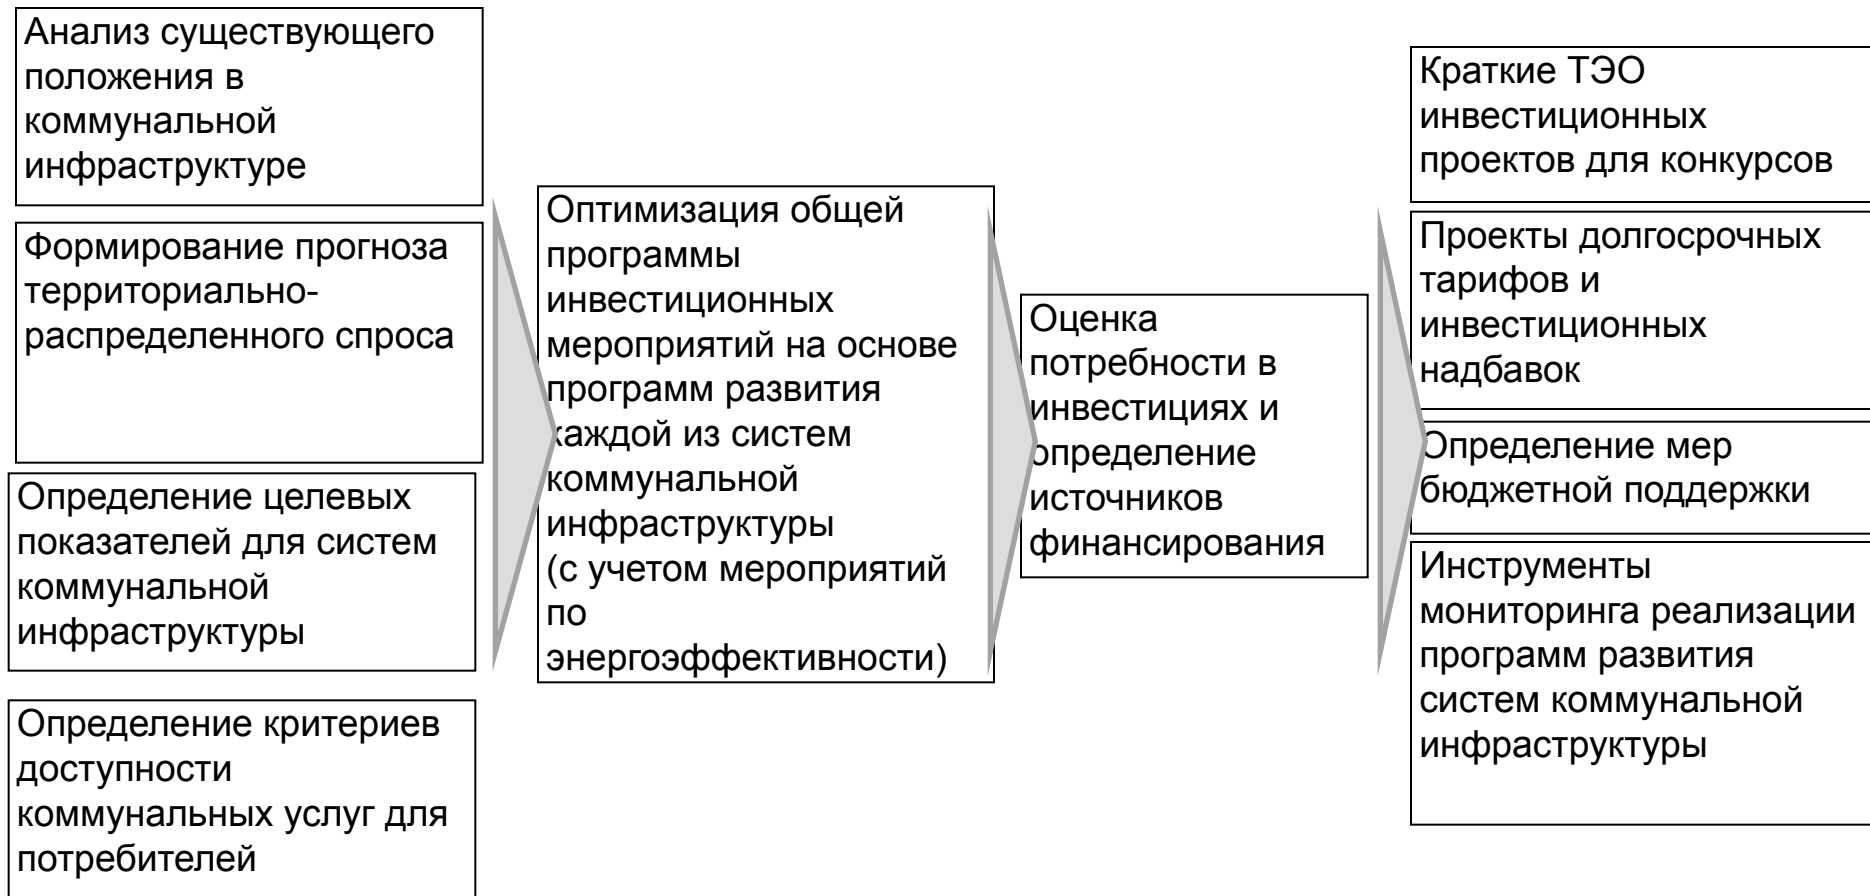 Анализ существующего
положения в
коммунальной
инфраструктуре
Формирование прогноза
территориально-
распределенного спроса
Определение целевых
показателей для систем
коммунальной
инфраструктуры
Определение критериев
доступности
коммунальных услуг для
потребителей
Оптимизация общей
программы
инвестиционных
мероприятий на основе
программ развития
каждой из систем
коммунальной
инфраструктуры
(с учетом мероприятий
по
энергоэффективности)
Оценка
потребности в
инвестициях и
определение
источников
финансирования
Краткие ТЭО
инвестиционных
проектов для конкурсов
Проекты долгосрочных
тарифов и
инвестиционных
надбавок
Определение мер
бюджетной поддержки
Инструменты
мониторинга реализации
программ развития
систем коммунальной
инфраструктуры